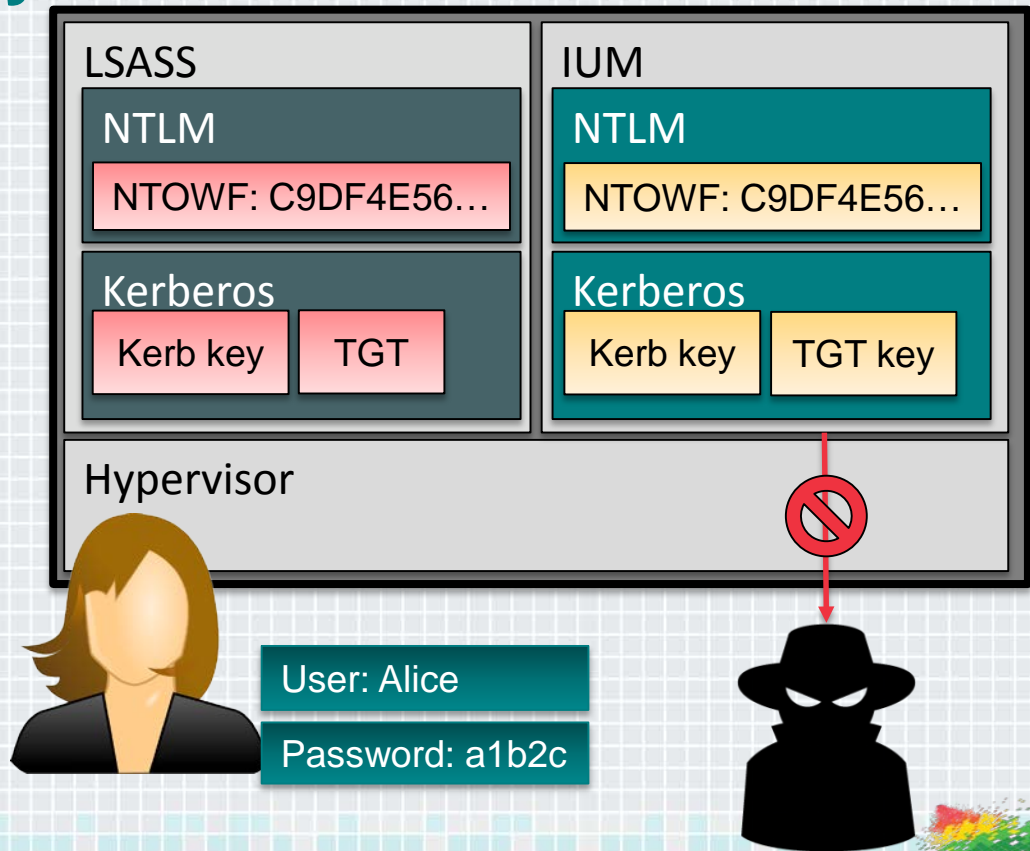 LSASS
NTLM
NTOWF: C9DF4E56…
Kerberos
Kerb key
TGT
IUM
NTLM
NTOWF: C9DF4E56…
Kerberos
Kerb key
TGT key
Hypervisor
User: Alice
Password: a1b2c